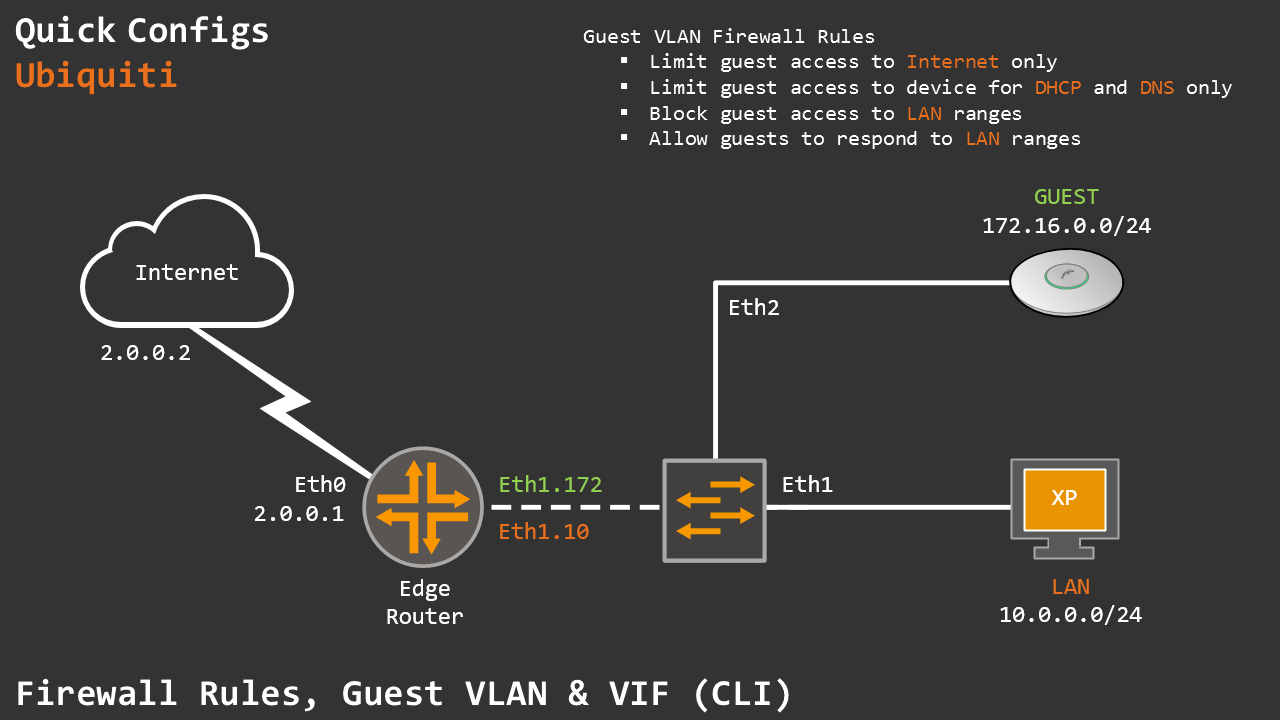 Quick Configs
Ubiquiti
Guest VLAN Firewall Rules
▪ Limit guest access to Internet only
▪ Limit guest access to device for DHCP and DNS only
▪ Block guest access to LAN ranges
▪ Allow guests to respond to LAN ranges
GUEST
172.16.0.0/24
Internet
Eth2
2.0.0.2
Eth0
2.0.0.1
Eth1.172
Eth1.10
Eth1
XP
Edge
Router
LAN
10.0.0.0/24
Firewall Rules, Guest VLAN & VIF (CLI)